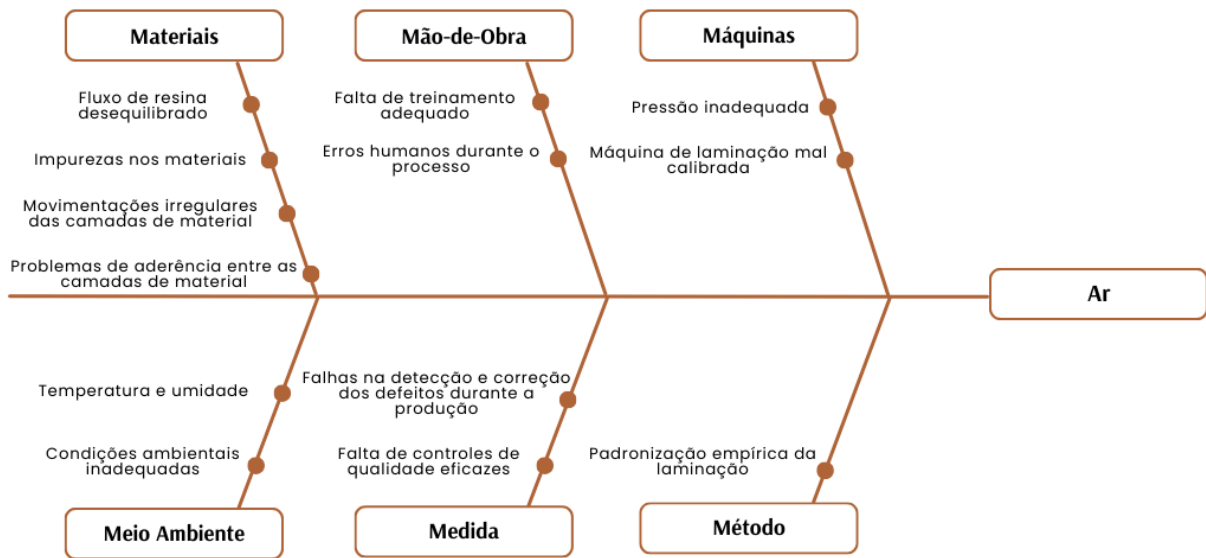 Materiais
Mão-de-Obra
Máquinas
Fluxo de resina
desequilibrado
Impurezas nos materiais
Movimentações irregulares
das camadas de material
Problemas de aderência entre as
camadas de material
Falta de treinamento
adequado
Erros humanos durante o
processo
Pressão inadequada
Máquina de laminação mal
calibrada
Ar
Temperatura e umidade
Condições ambientais
inadequadas
Falhas na detecção e correção
dos defeitos durante a
produção
Falta de controles de
qualidade eficazes
Padronização empírica da
laminação
Meio Ambiente
Medida
Método